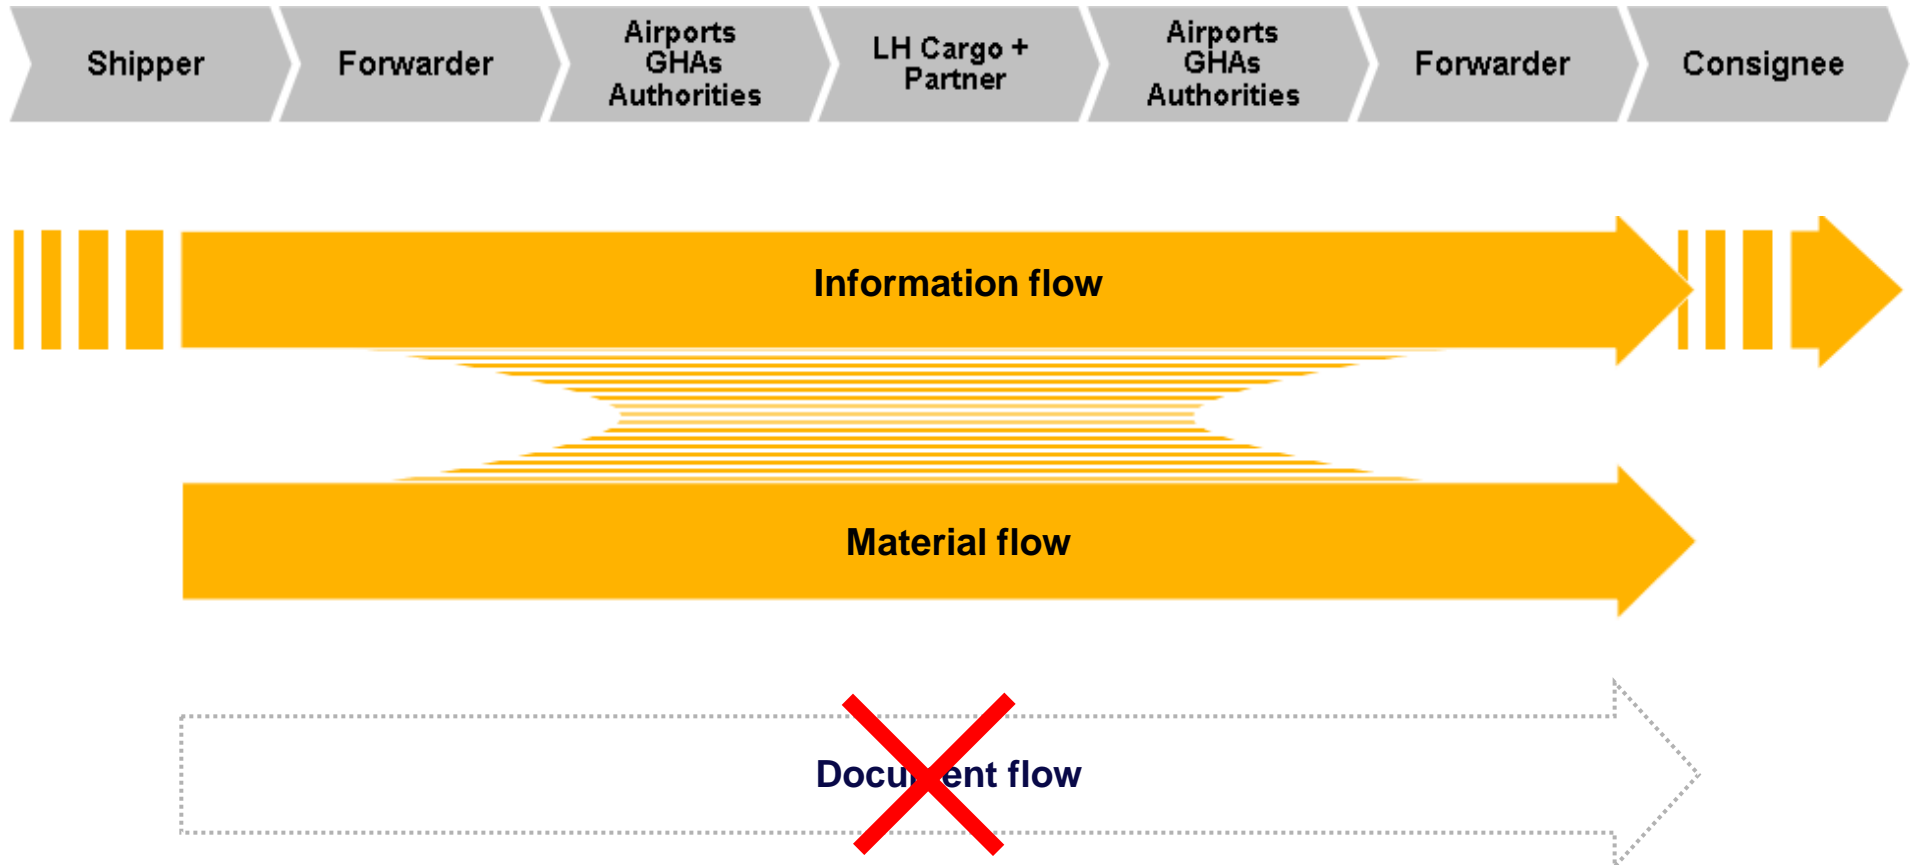 Shipper
Forwarder
Airports
GHAs
Authorities
LH Cargo +
Partner
Airports
GHAs
Authorities
Forwarder
Consignee
Information flow
Material flow
Document flow